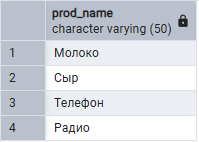 prod_name
character varying (50)
1 Молоко
2 Сыр
3 Телефон
4 Радио